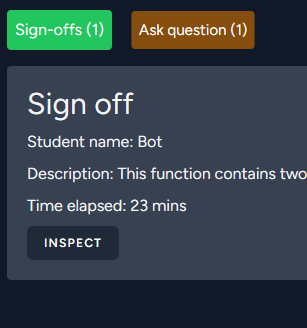 Sign-offs (1) Ask question (1)
Sign off
Student name: Bot
Description: This function contains two
Time elapsed: 23 mins
INSPECT